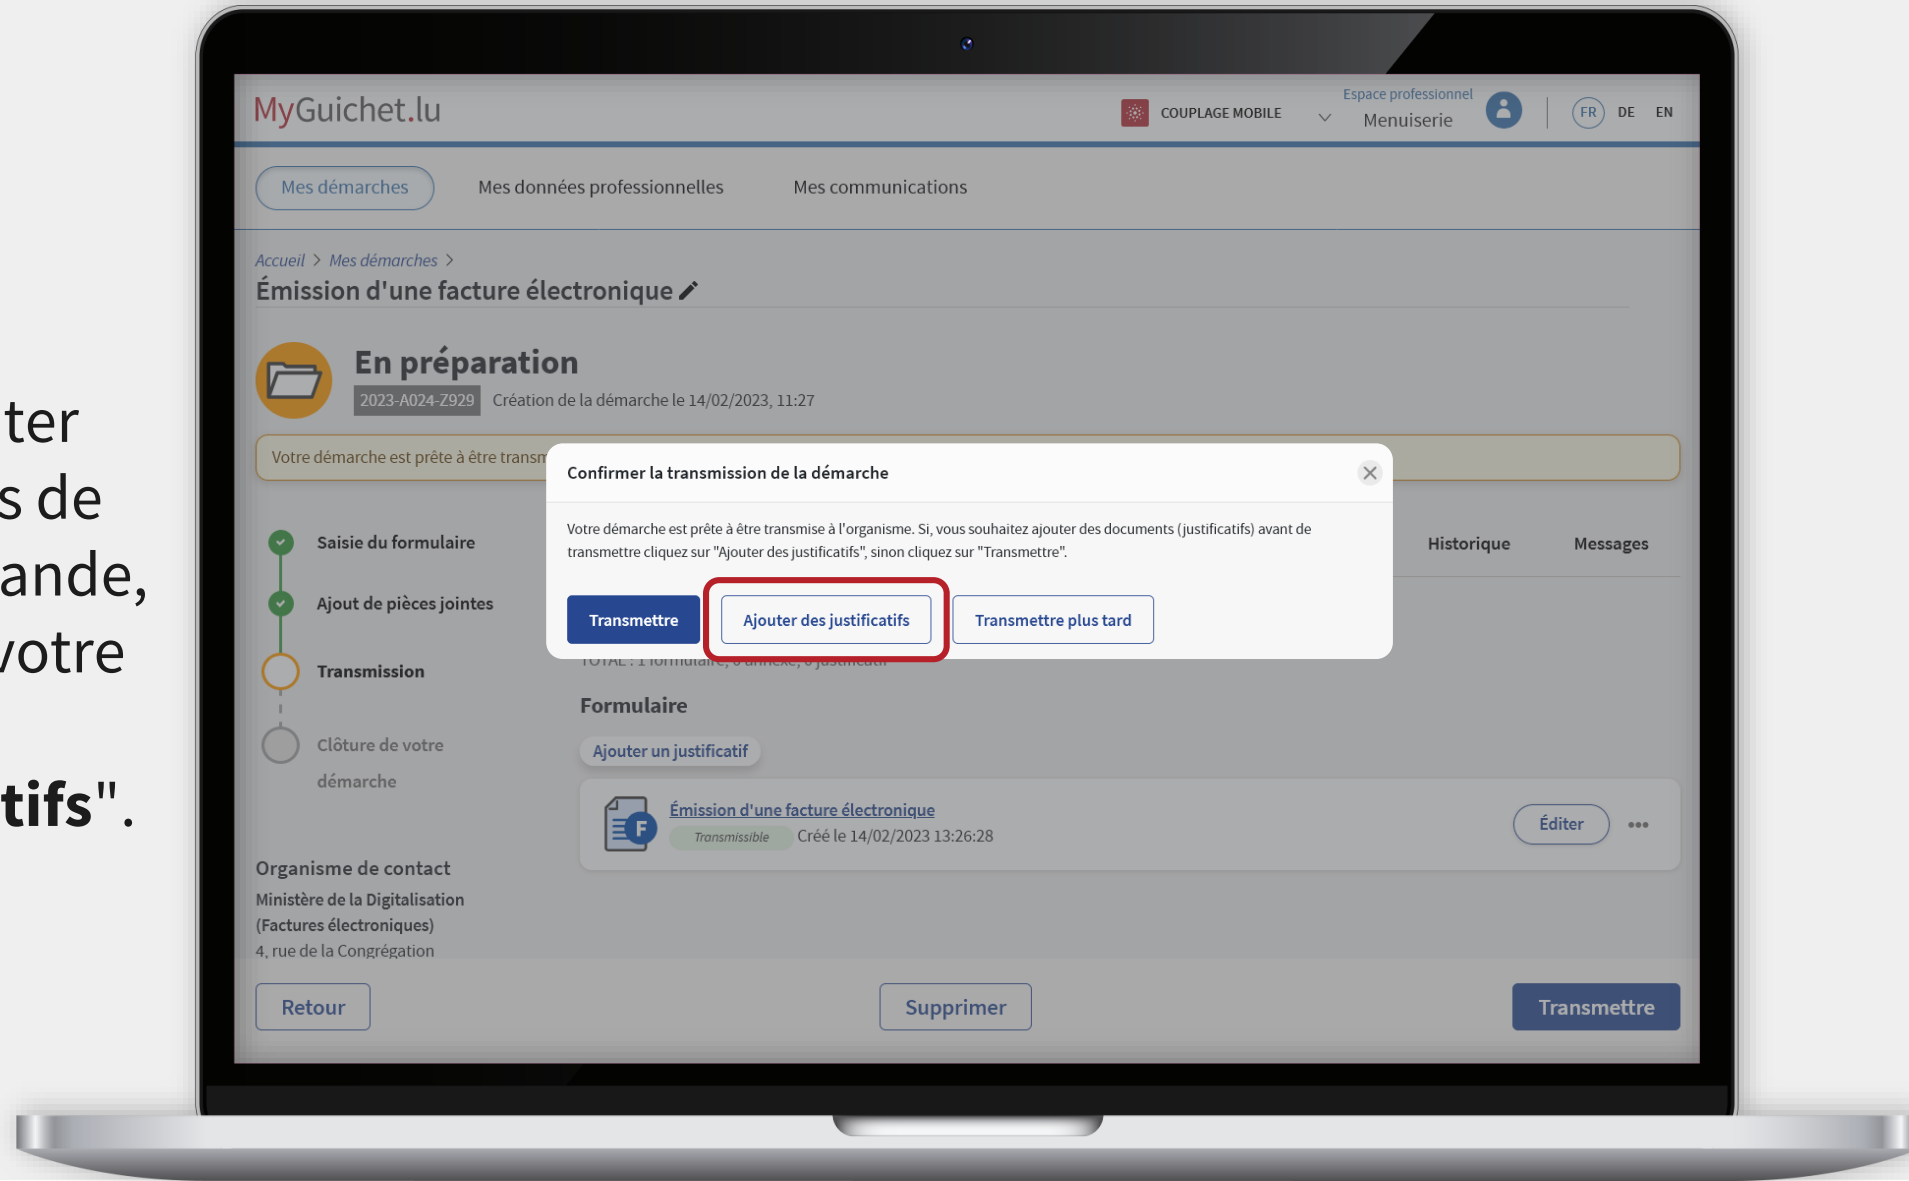 ter
s de
ande,
votre
tifs".
MyGuichet.lu
COUPLAGE MOBILE
Espace professionnel
Menuiserie
FR DE EN
Mes démarches Mes données professionnelles Mes communications
Accueil > Mes démarches >
Émission d'une facture électronique
En préparation
2023-A024-Z929 Création de la démarche le 14/02/2023, 11:27
Votre démarche est prête à être transm
Confirmer la transmission de la démarche
Votre démarche est prête à être transmise à l'organisme. Si, vous souhaitez ajouter des documents (justificatifs) avant de
transmettre cliquez sur "Ajouter des justificatifs", sinon cliquez sur "Transmettre".
Transmettre Ajouter des justificatifs Transmettre plus tard
Saisie du formulaire
Ajout de pièces jointes
Transmission
Clôture de votre
démarche
Historique Messages
TOTAL : 1 formulaire, 0 annexe, 0 justificatif
Formulaire
Ajouter un justificatif
F
Émission d'une facture électronique
Transmissible Créé le 14/02/2023 13:26:28
Éditer
Organisme de contact
Ministère de la Digitalisation
(Factures électroniques)
4, rue de la Congrégation
Retour Supprimer Transmettre